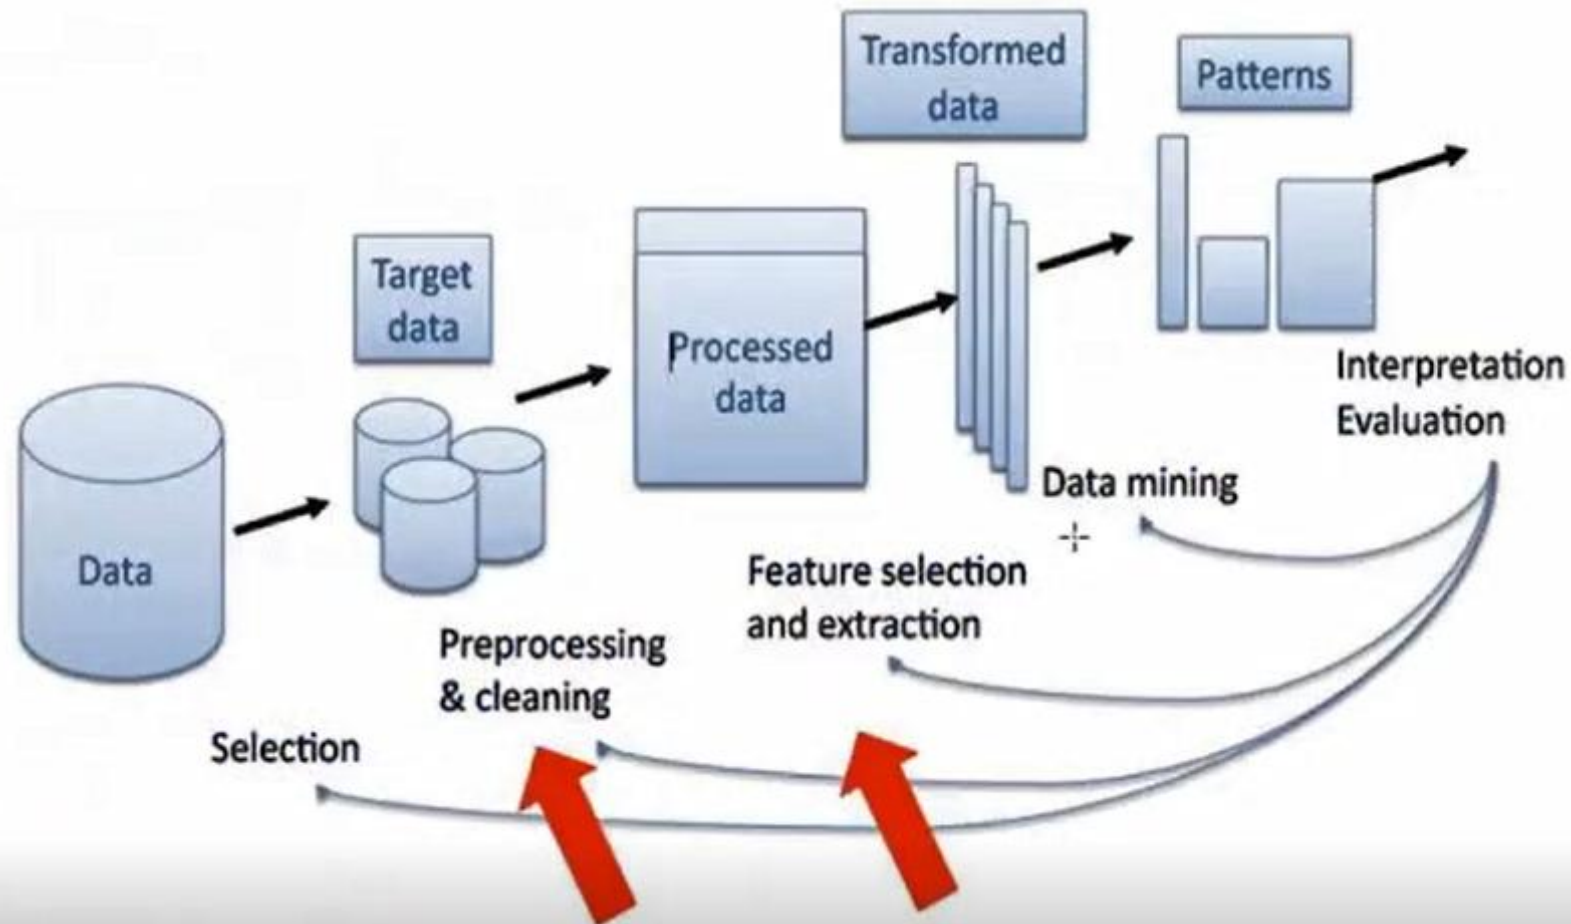 Transformed
data
Patterns
Target
data
Processed
data
Interpretation
Evaluation
Data
Data mining
Feature selection
and extraction
Preprocessing
& cleaning
Selection